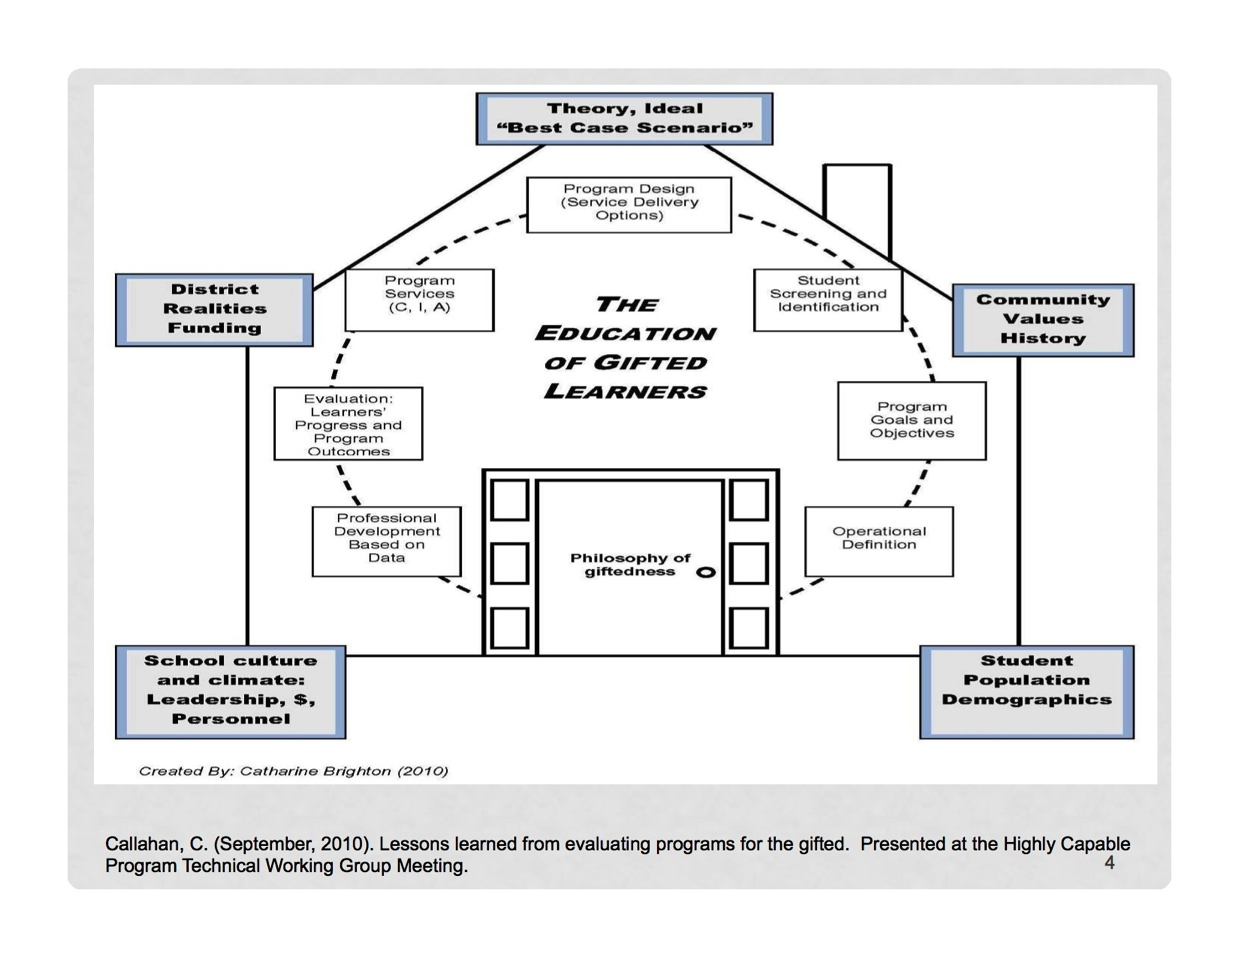 Theory, Ideal
“Best Case Scenario”
Program Design
(Service Delivery
Options)
District
Realities
Funding
Program
Services
(C, I, A)
THE
EDUCATION
OF GIFTED
LEARNERS
Student
Screening and
Identification
Community
Values
History
Evaluation:
Learners’
Progress and
Program
Outcomes
Program
Goals and
Objectives
Professional
Development
Based on
Data
Philosophy of
giftedness
Operational
Definition
School culture
and climate:
Leadership, $,
Personnel
Student
Population
Demographics
Created By: Catharine Brighton (2010)
Callahan, C. (September, 2010). Lessons learned from evaluating programs for the gifted.  Presented at the Highly Capable
Program Technical Working Group Meeting.
4